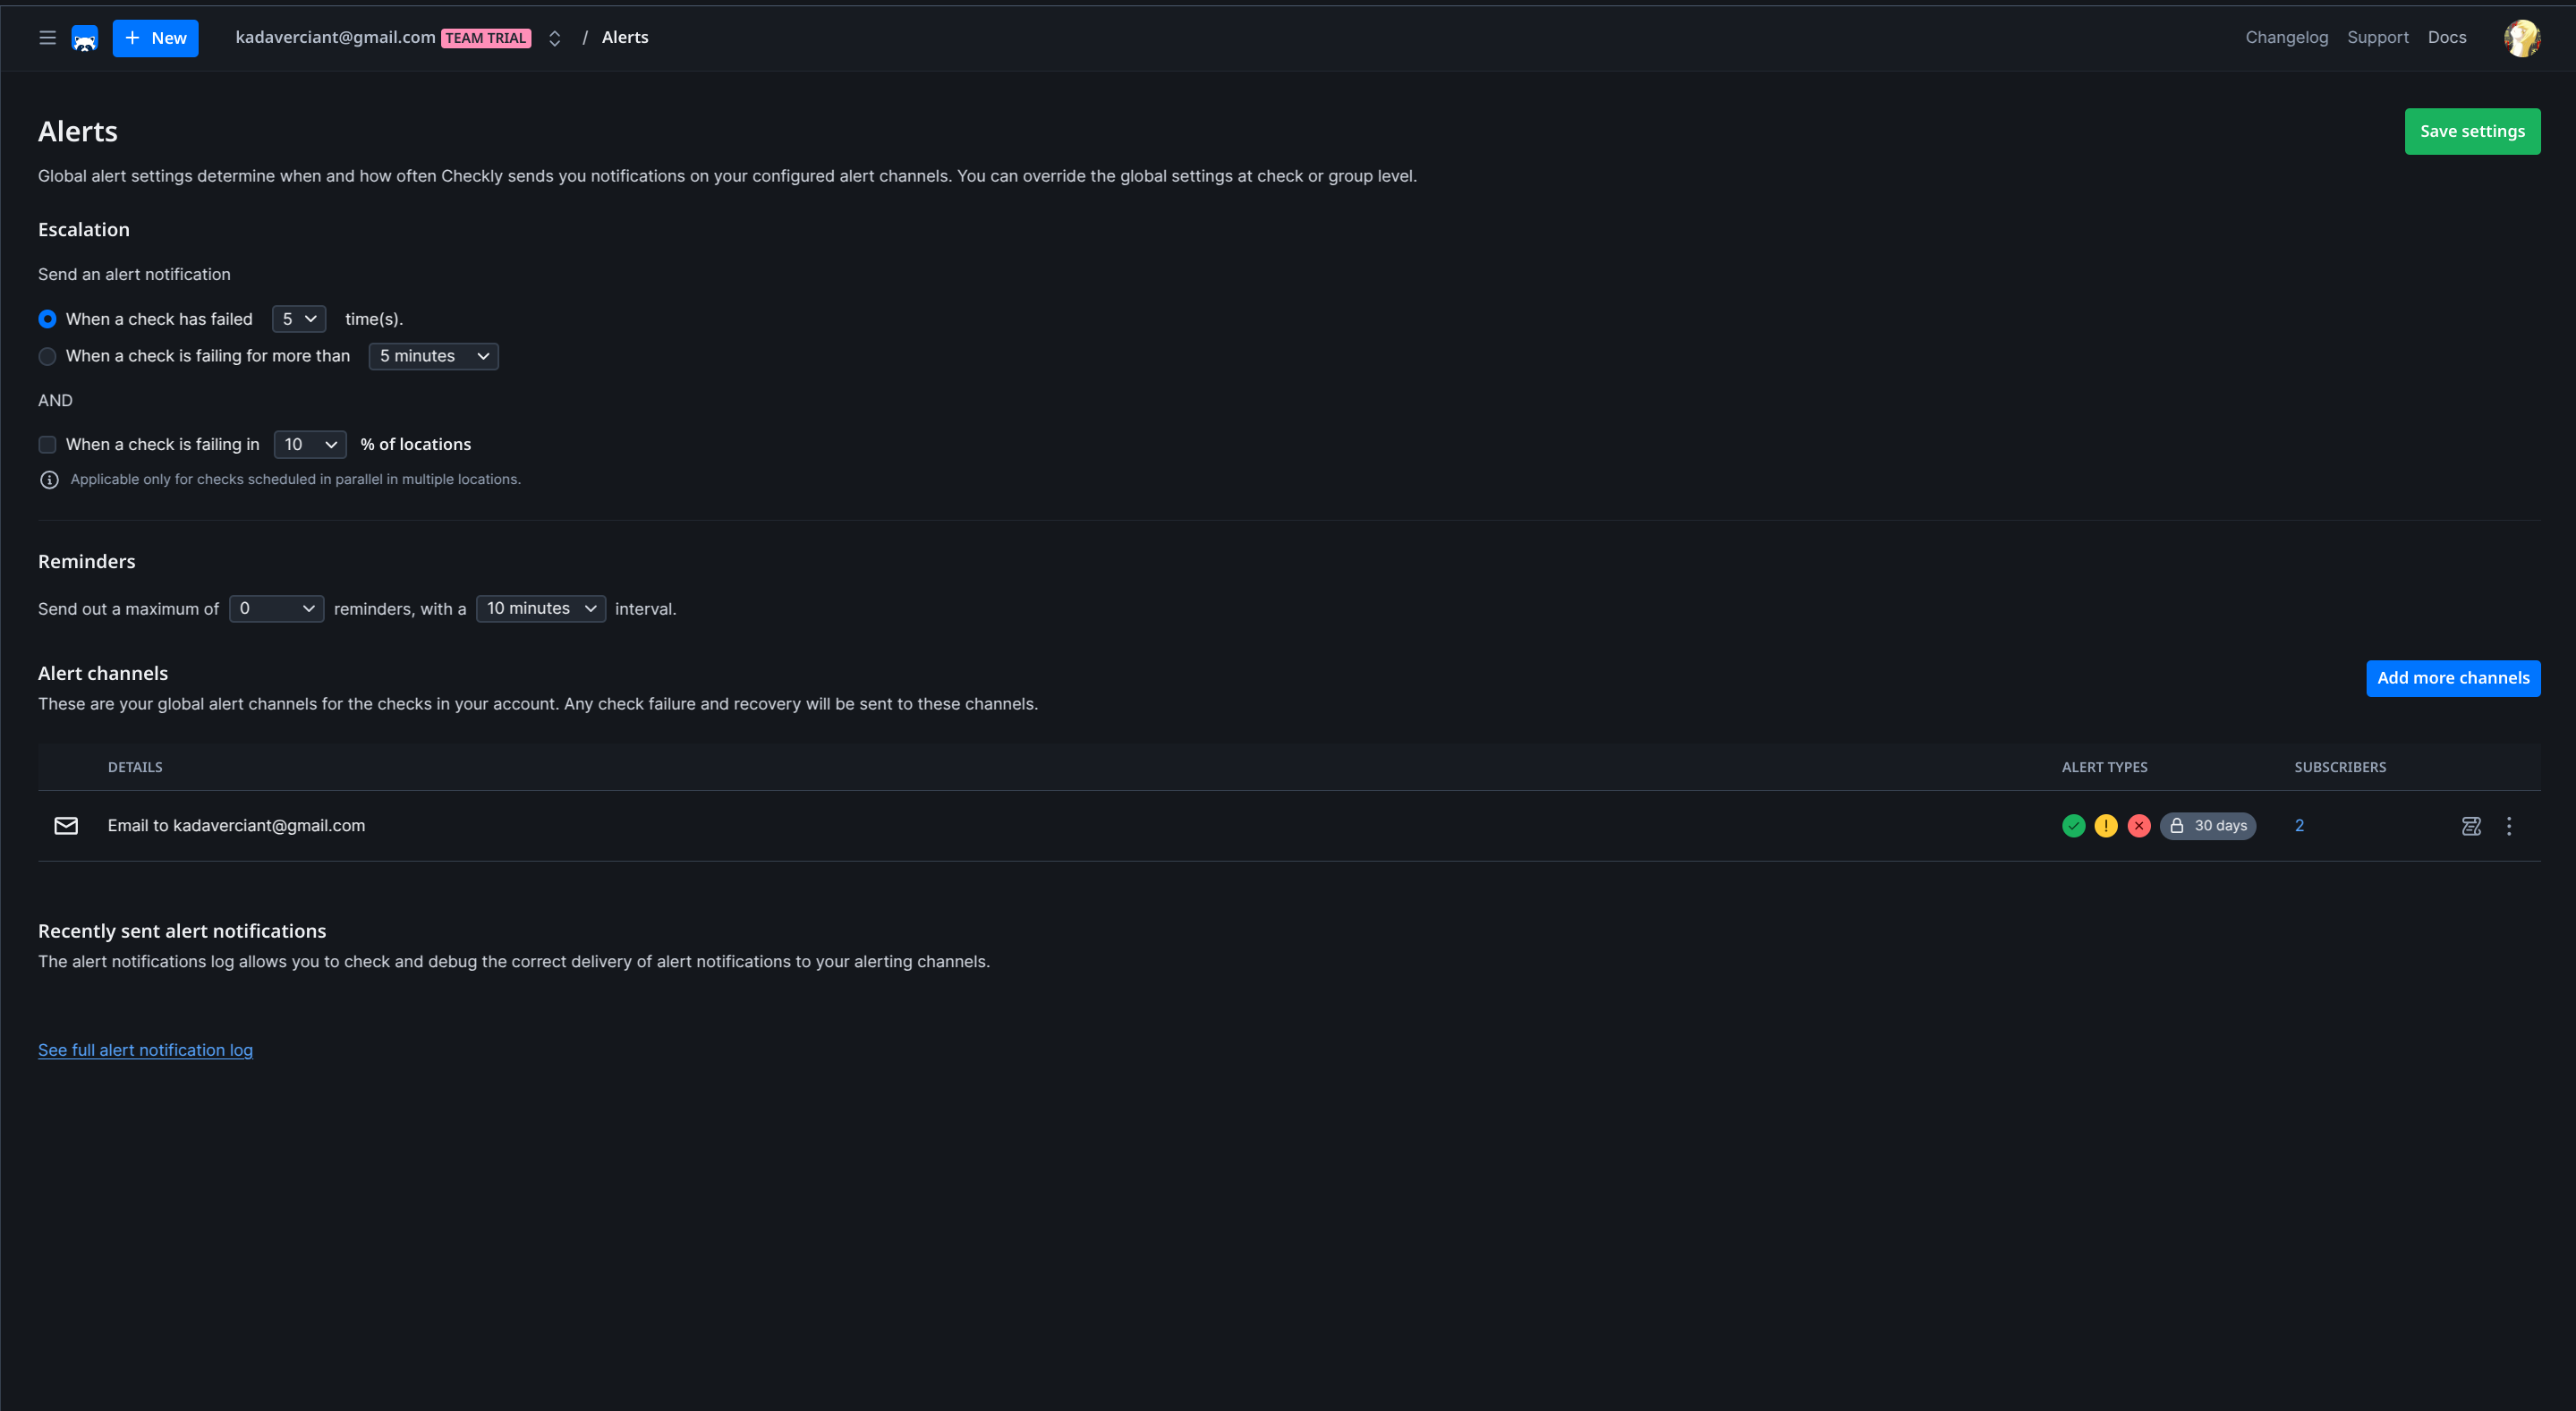 New
kadaverciant@gmail.com TEAM TRIAL / Alerts
Changelog Support Docs
Alerts
Save settings
Global alert settings determine when and how often Checkly sends you notifications on your configured alert channels. You can override the global settings at check or group level.
Escalation
Send an alert notification
When a check has failed 5 time(s).
When a check is failing for more than 5 minutes
AND
When a check is failing in 10 % of locations
Applicable only for checks scheduled in parallel in multiple locations.
Reminders
Send out a maximum of 0 reminders, with a 10 minutes interval.
Alert channels
Add more channels
These are your global alert channels for the checks in your account. Any check failure and recovery will be sent to these channels.
DETAILS ALERT TYPES SUBSCRIBERS
Email to kadaverciant@gmail.com 30 days 2
Recently sent alert notifications
The alert notifications log allows you to check and debug the correct delivery of alert notifications to your alerting channels.
See full alert notification log